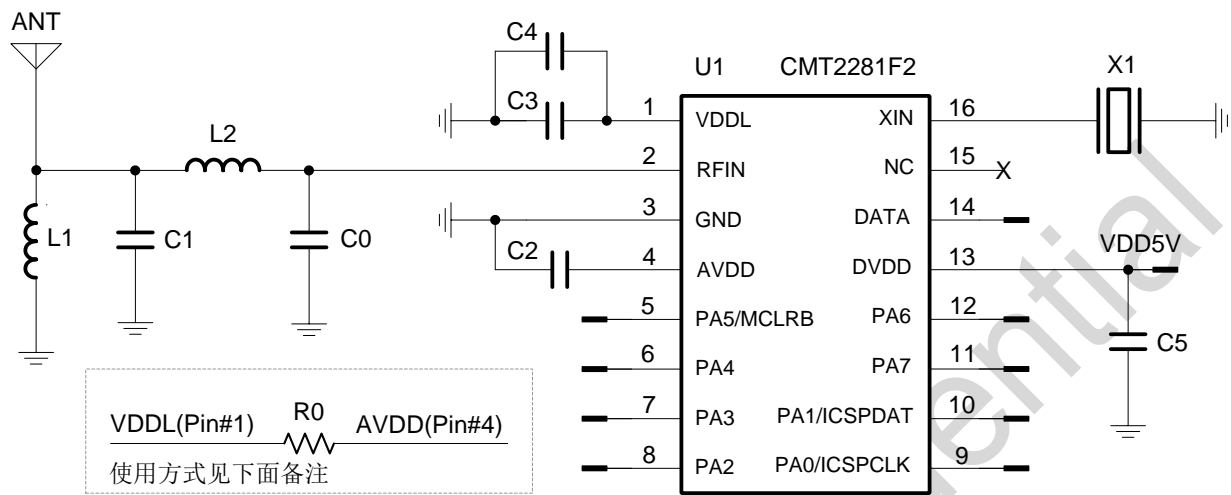 ANT
C4
C3
L2
L1
C1
C0
C2
U1 CMT2281F2
X1
1 VDDL XIN 16
2 RFIN NC 15 X
3 GND DATA 14
4 AVDD DVDD 13
5 PA5/MCLRB PA6 12
6 PA4 PA7 11
7 PA3 PA1/ICSPDAT 10
8 PA2 PA0/ICSPCLK 9
VDD5V
C5
VDDL(Pin#1) R0 AVDD(Pin#4)
使用方式见下面备注